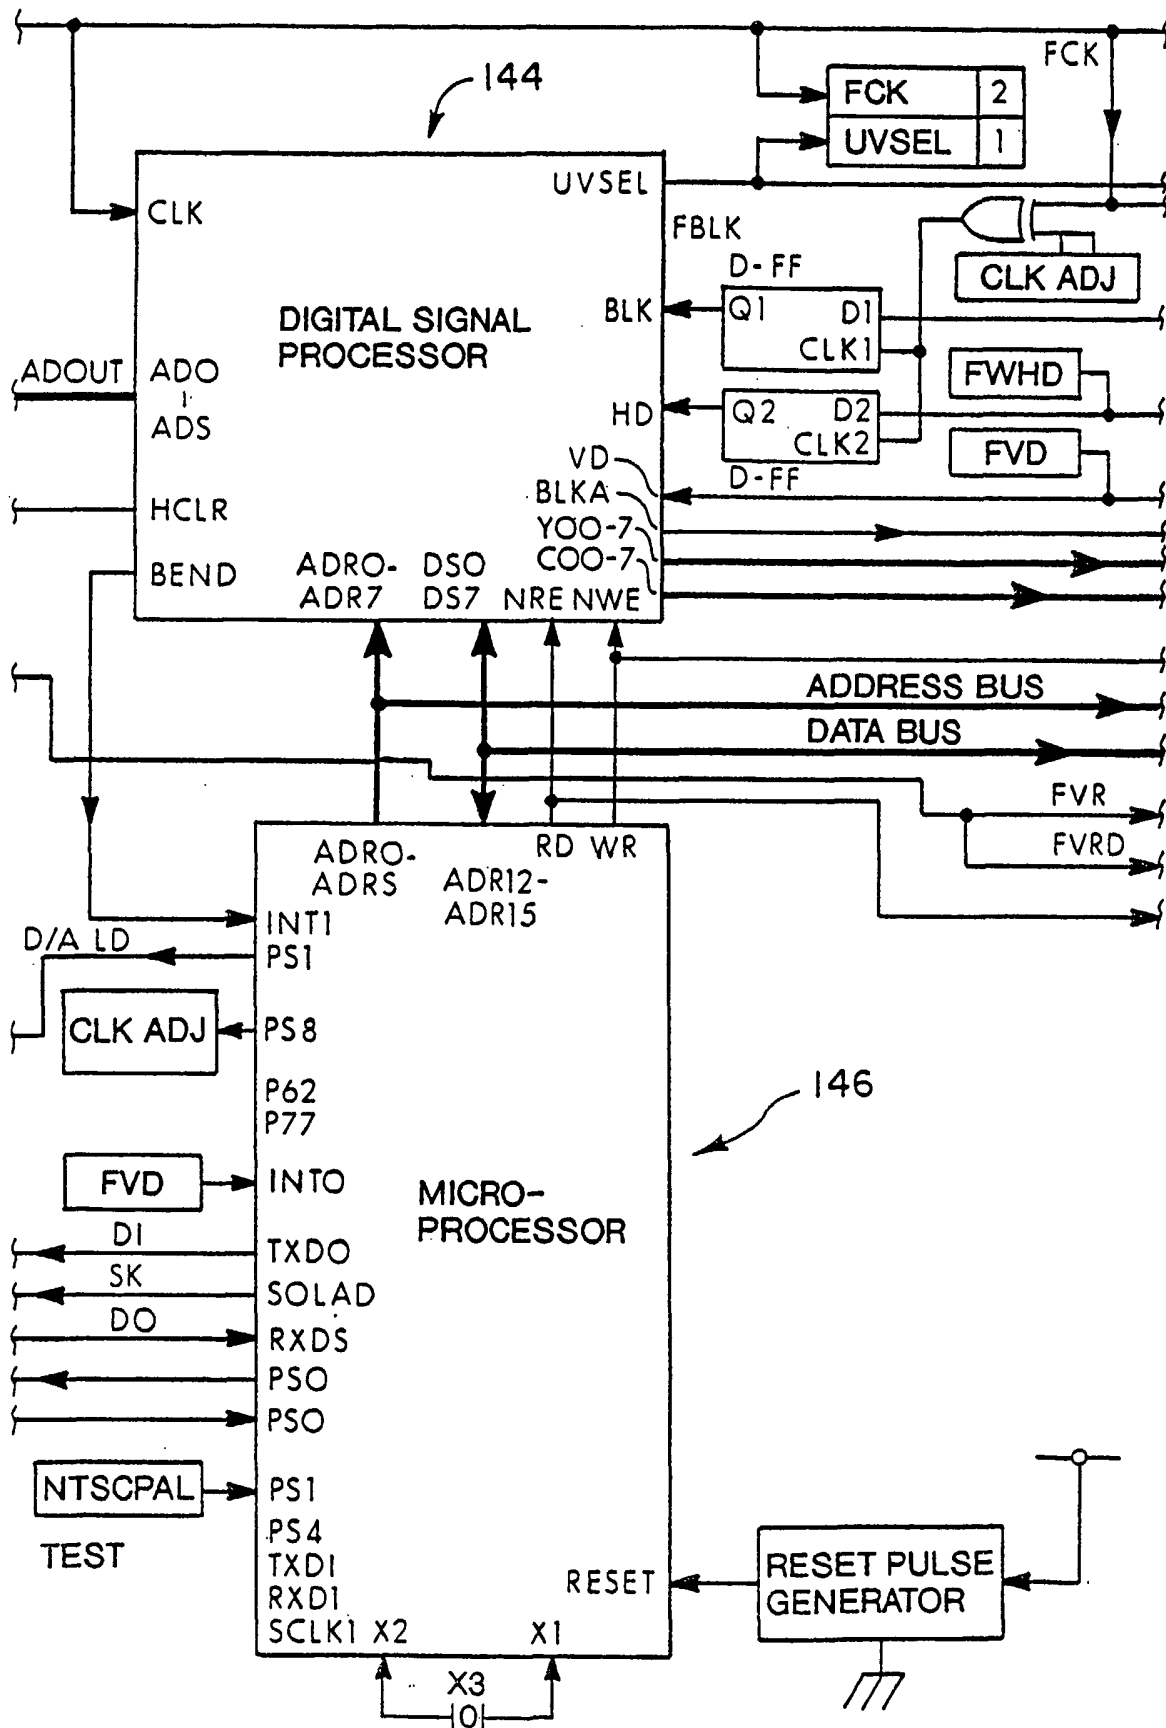 FCK
144
FCK 2
UVSEL 1
UVSEL
CLK
FBLK
CLK ADJ
D-FF
DIGITAL SIGNAL
PROCESSOR
BLK
Q1 D1
CLK1
ADOUT
ADO
ADS
FWHD
HD
Q2 D2
CLK2
FVD
D-FF
VD
BLKA
YOO-7
COO-7
HCLR
BEND
ADRO-
ADR7
DSO
DS7
NRE NWE
ADDRESS BUS
DATA BUS
FVR
FVRD
ADRO-
ADRS
ADR12-
ADR15
RD WR
INT1
D/A LD
PS1
CLK ADJ
PS8
146
P62
P77
FVD
INTO
MICRO-
PROCESSOR
DI
TXDO
SK
SOLAD
DO
RXDS
PSO
PSO
NTSCPAL
PS1
TEST
PS4
TXD1
RXD1
SCLK1 X2
X1
RESET
RESET PULSE
GENERATOR
X3